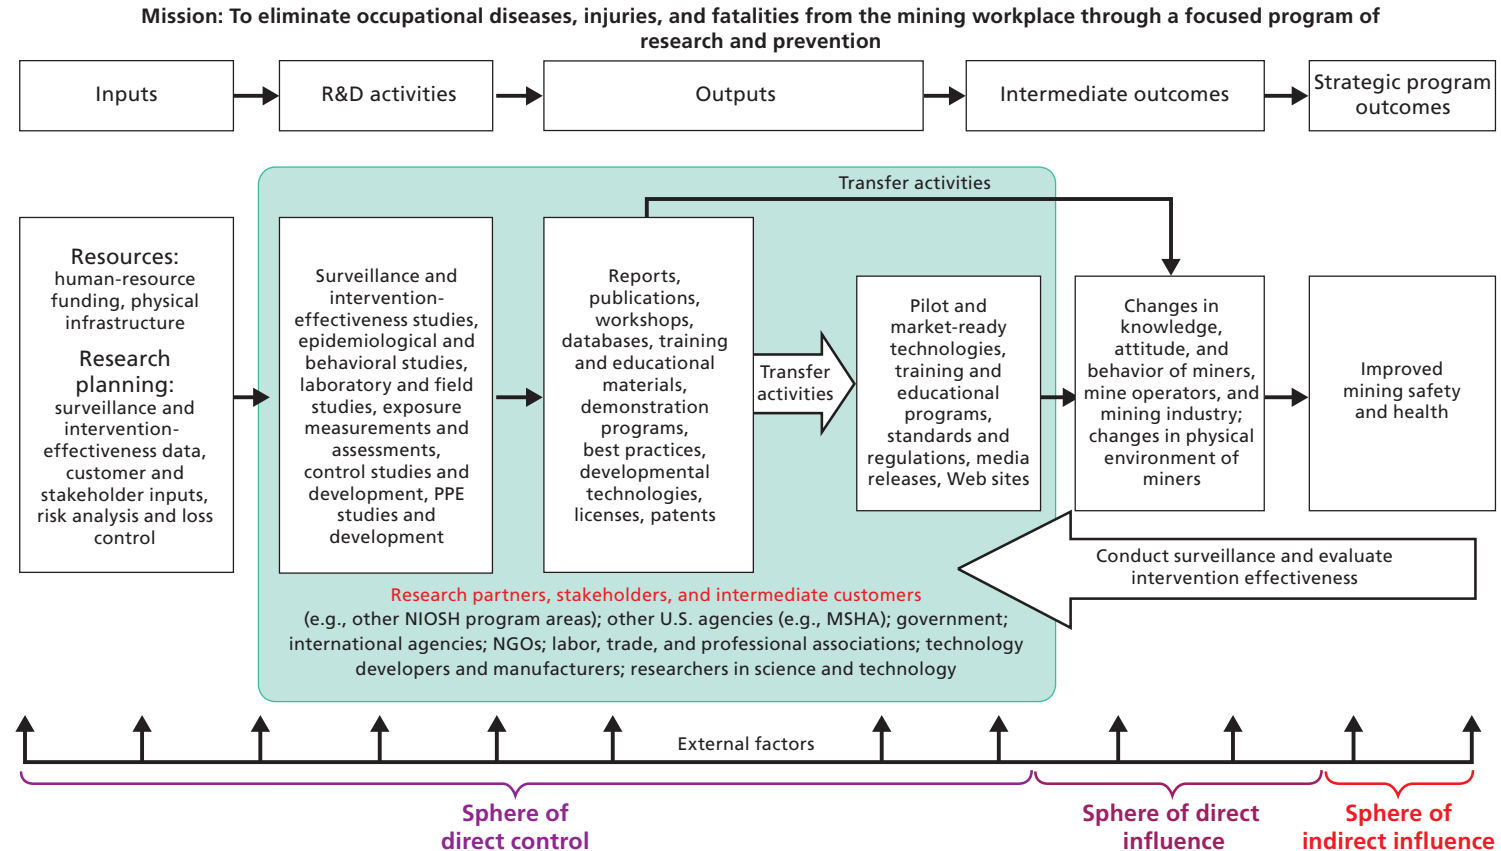 Mission: To eliminate occupational diseases, injuries, and fatalities from the mining workplace through a focused program of
research and prevention
Inputs
R&D activities
Outputs
Intermediate outcomes
Strategic program
outcomes
Transfer activities
Resources:
human-resource
funding, physical
infrastructure
Research
planning:
surveillance and
intervention-
effectiveness data,
customer and
stakeholder inputs,
risk analysis and loss
control
Surveillance and
intervention-
effectiveness studies,
epidemiological and
behavioral studies,
laboratory and field
studies, exposure
measurements and
assessments,
control studies and
development, PPE
studies and
development
Reports,
publications,
workshops,
databases, training
and educational
materials,
demonstration
programs,
best practices,
developmental
technologies,
licenses, patents
Transfer
activities
Pilot and
market-ready
technologies,
training and
educational
programs,
standards and
regulations, media
releases, Web sites
Changes in
knowledge,
attitude, and
behavior of miners,
mine operators, and
mining industry;
changes in physical
environment of
miners
Improved
mining safety
and health
Conduct surveillance and evaluate
intervention effectiveness
Research partners, stakeholders, and intermediate customers
(e.g., other NIOSH program areas); other U.S. agencies (e.g., MSHA); government;
international agencies; NGOs; labor, trade, and professional associations; technology
developers and manufacturers; researchers in science and technology
External factors
Sphere of
direct control
Sphere of direct
influence
Sphere of
indirect influence